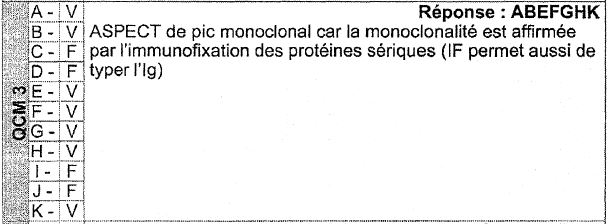 QCM 3
A - V
B - V
C - F
D - F
E - V
F - V
G - V
H - V
I - F
J - F
K - V
Réponse : ABEFGHK
ASPECT de pic monoclonal car la monoclonalité est affirmée
par l'immunofixation des protéines sériques (IF permet aussi de
typer l'Ig)